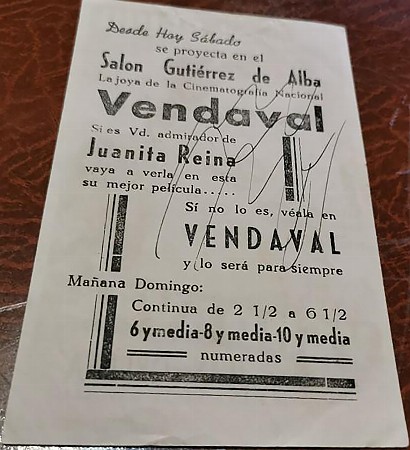 Desde Hoy Sábado
se proyecta en el
Salon Gutiérrez de Alba
La joya de la Cinematografia Nacional
Vendaval
Si es Vd. admirador de
Juanita Reina
vaya a verla en esta
su mejor película.....
Sí no lo es, véala en
VENDAVAL
y lo será para siempre
Mañana Domingo:
Continua de 2 1/2 a 6 1/2
6 y media-8 y media-10 y media
numeradas